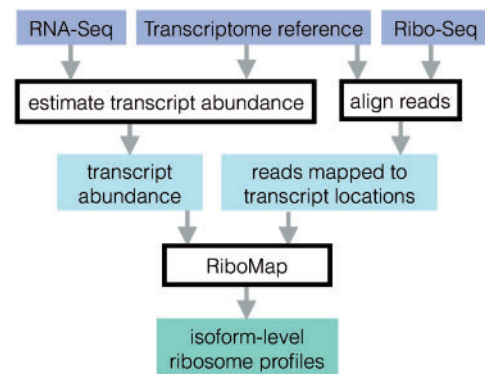 RNA-Seq
Transcriptome reference
Ribo-Seq
estimate transcript abundance
align reads
transcript
abundance
reads mapped to
transcript locations
RiboMap
isoform-level
ribosome profiles